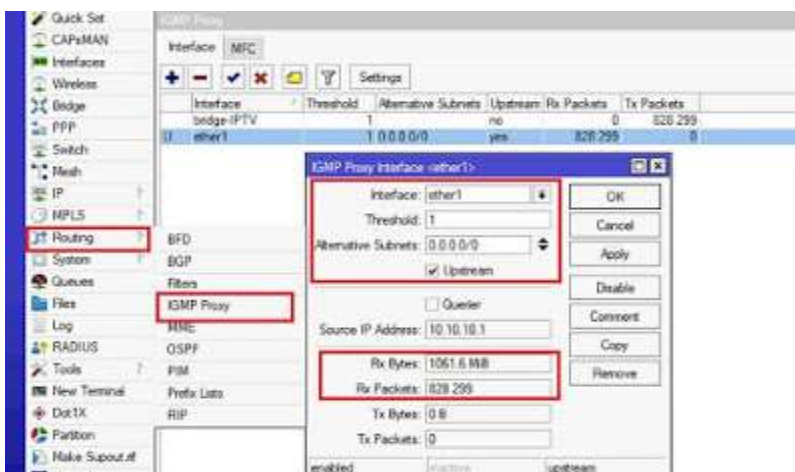 Quick Set
CAPsMAN
Interfaces
Wireless
Bridge
PPP
Switch
Mesh
IP
MPLS
Routing
System
Queues
Files
Log
RADIUS
Tools
New Terminal
Dot1X
Partition
Make Supout.rif
BFD
BGP
Filters
IGMP Proxy
MME
OSPF
PIM
Prefix Lists
RIP
IGMP Proxy
Interface MFC
Settings
Interface Threshold Alternative Subnets Upstream Rx Packets Tx Packets
bridge-IPTV 1 no 0 828 299
U ether1 1 0.0.0.0/0 yes 828 299 0
IGMP Proxy Interface <ether1>
Interface: ether1
Threshold: 1
Alternative Subnets: 0.0.0.0/0
Upstream
Querier
Source IP Address: 10.10.10.1
Rx Bytes: 1061.6 MiB
Rx Packets: 828 299
Tx Bytes: 0 B
Tx Packets: 0
OK
Cancel
Apply
Disable
Comment
Copy
Remove
enabled inactive upstream